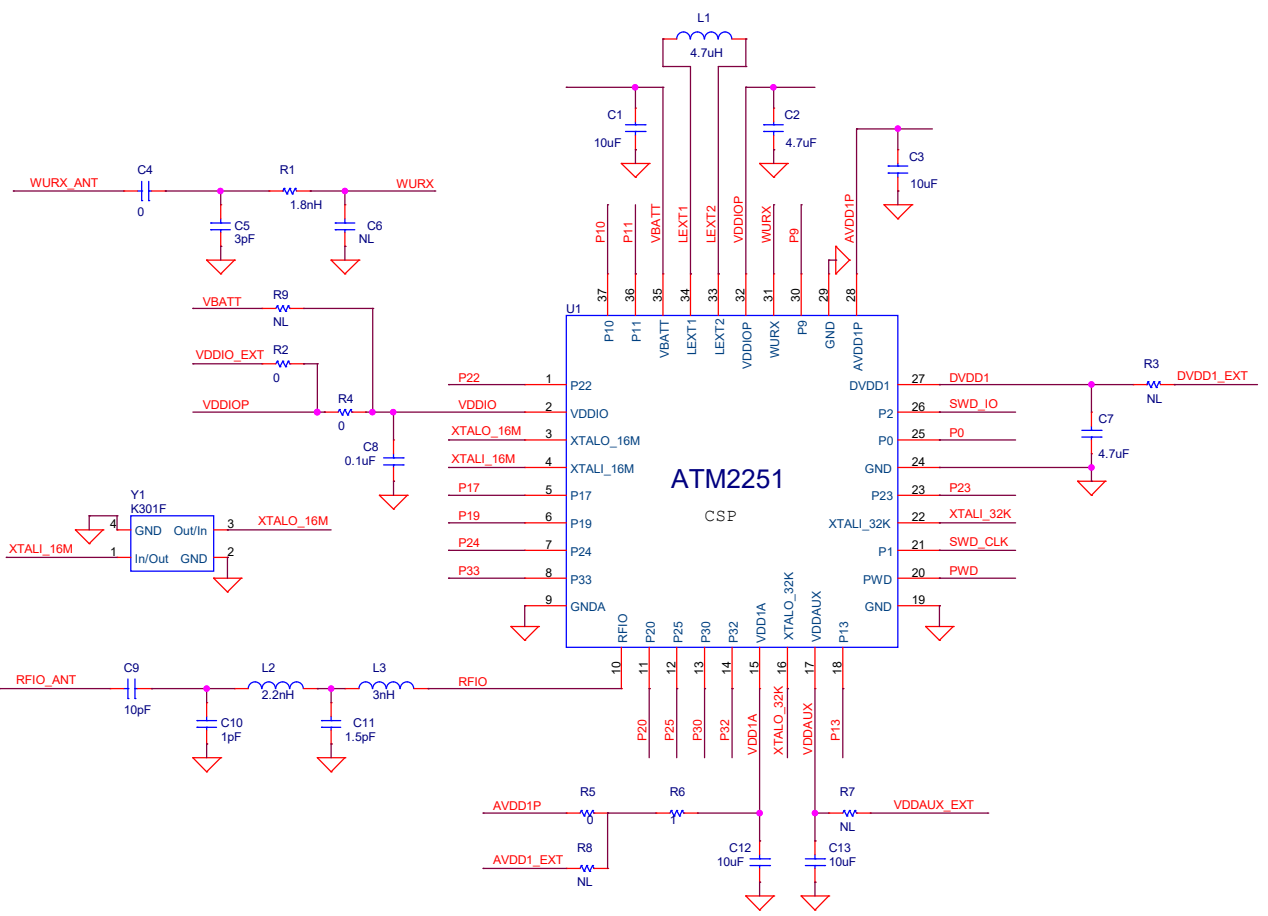 L1
4.7uH
C1
10uF
C2
4.7uF
C3
10uF
C4
WURX_ANT
0
R1
1.8nH
WURX
C5
3pF
C6
NL
P10
P11
VBATT
LEXT1
LEXT2
VDDIOP
WURX
P9
AVDD1P
37
36
35
34
33
32
31
30
29
28
U1
P10
P11
VBATT
LEXT1
LEXT2
VDDIOP
WURX
P9
GND
AVDD1P
VBATT
R9
NL
VDDIO_EXT
R2
0
VDDIOP
R4
0
VDDIO
C8
0.1uF
P22 1 P22
2 VDDIO
XTALO_16M 3 XTALO_16M
XTALI_16M 4 XTALI_16M
P17 5 P17
P19 6 P19
P24 7 P24
P33 8 P33
9 GNDA
ATM2251
CSP
DVDD1 27 DVDD1
P2 26 SWD_IO
P0 25 P0
GND 24
P23 23 P23
XTALI_32K 22 XTALI_32K
P1 21 SWD_CLK
PWD 20 PWD
GND 19
R3
NL
DVDD1_EXT
C7
4.7uF
Y1
K301F
4 GND Out/In 3 XTALO_16M
XTALI_16M 1 In/Out GND 2
RFIO
P20
P25
P30
P32
VDD1A
XTALO_32K
VDDAUX
P13
10
11
12
13
14
15
16
17
18
P20
P25
P30
P32
VDD1A
XTALO_32K
VDDAUX
P13
RFIO_ANT
C9
10pF
L2
2.2nH
L3
3nH
RFIO
C10
1pF
C11
1.5pF
AVDD1P
R5
0
R6
1
R7
NL
VDDAUX_EXT
AVDD1_EXT
R8
NL
C12
10uF
C13
10uF